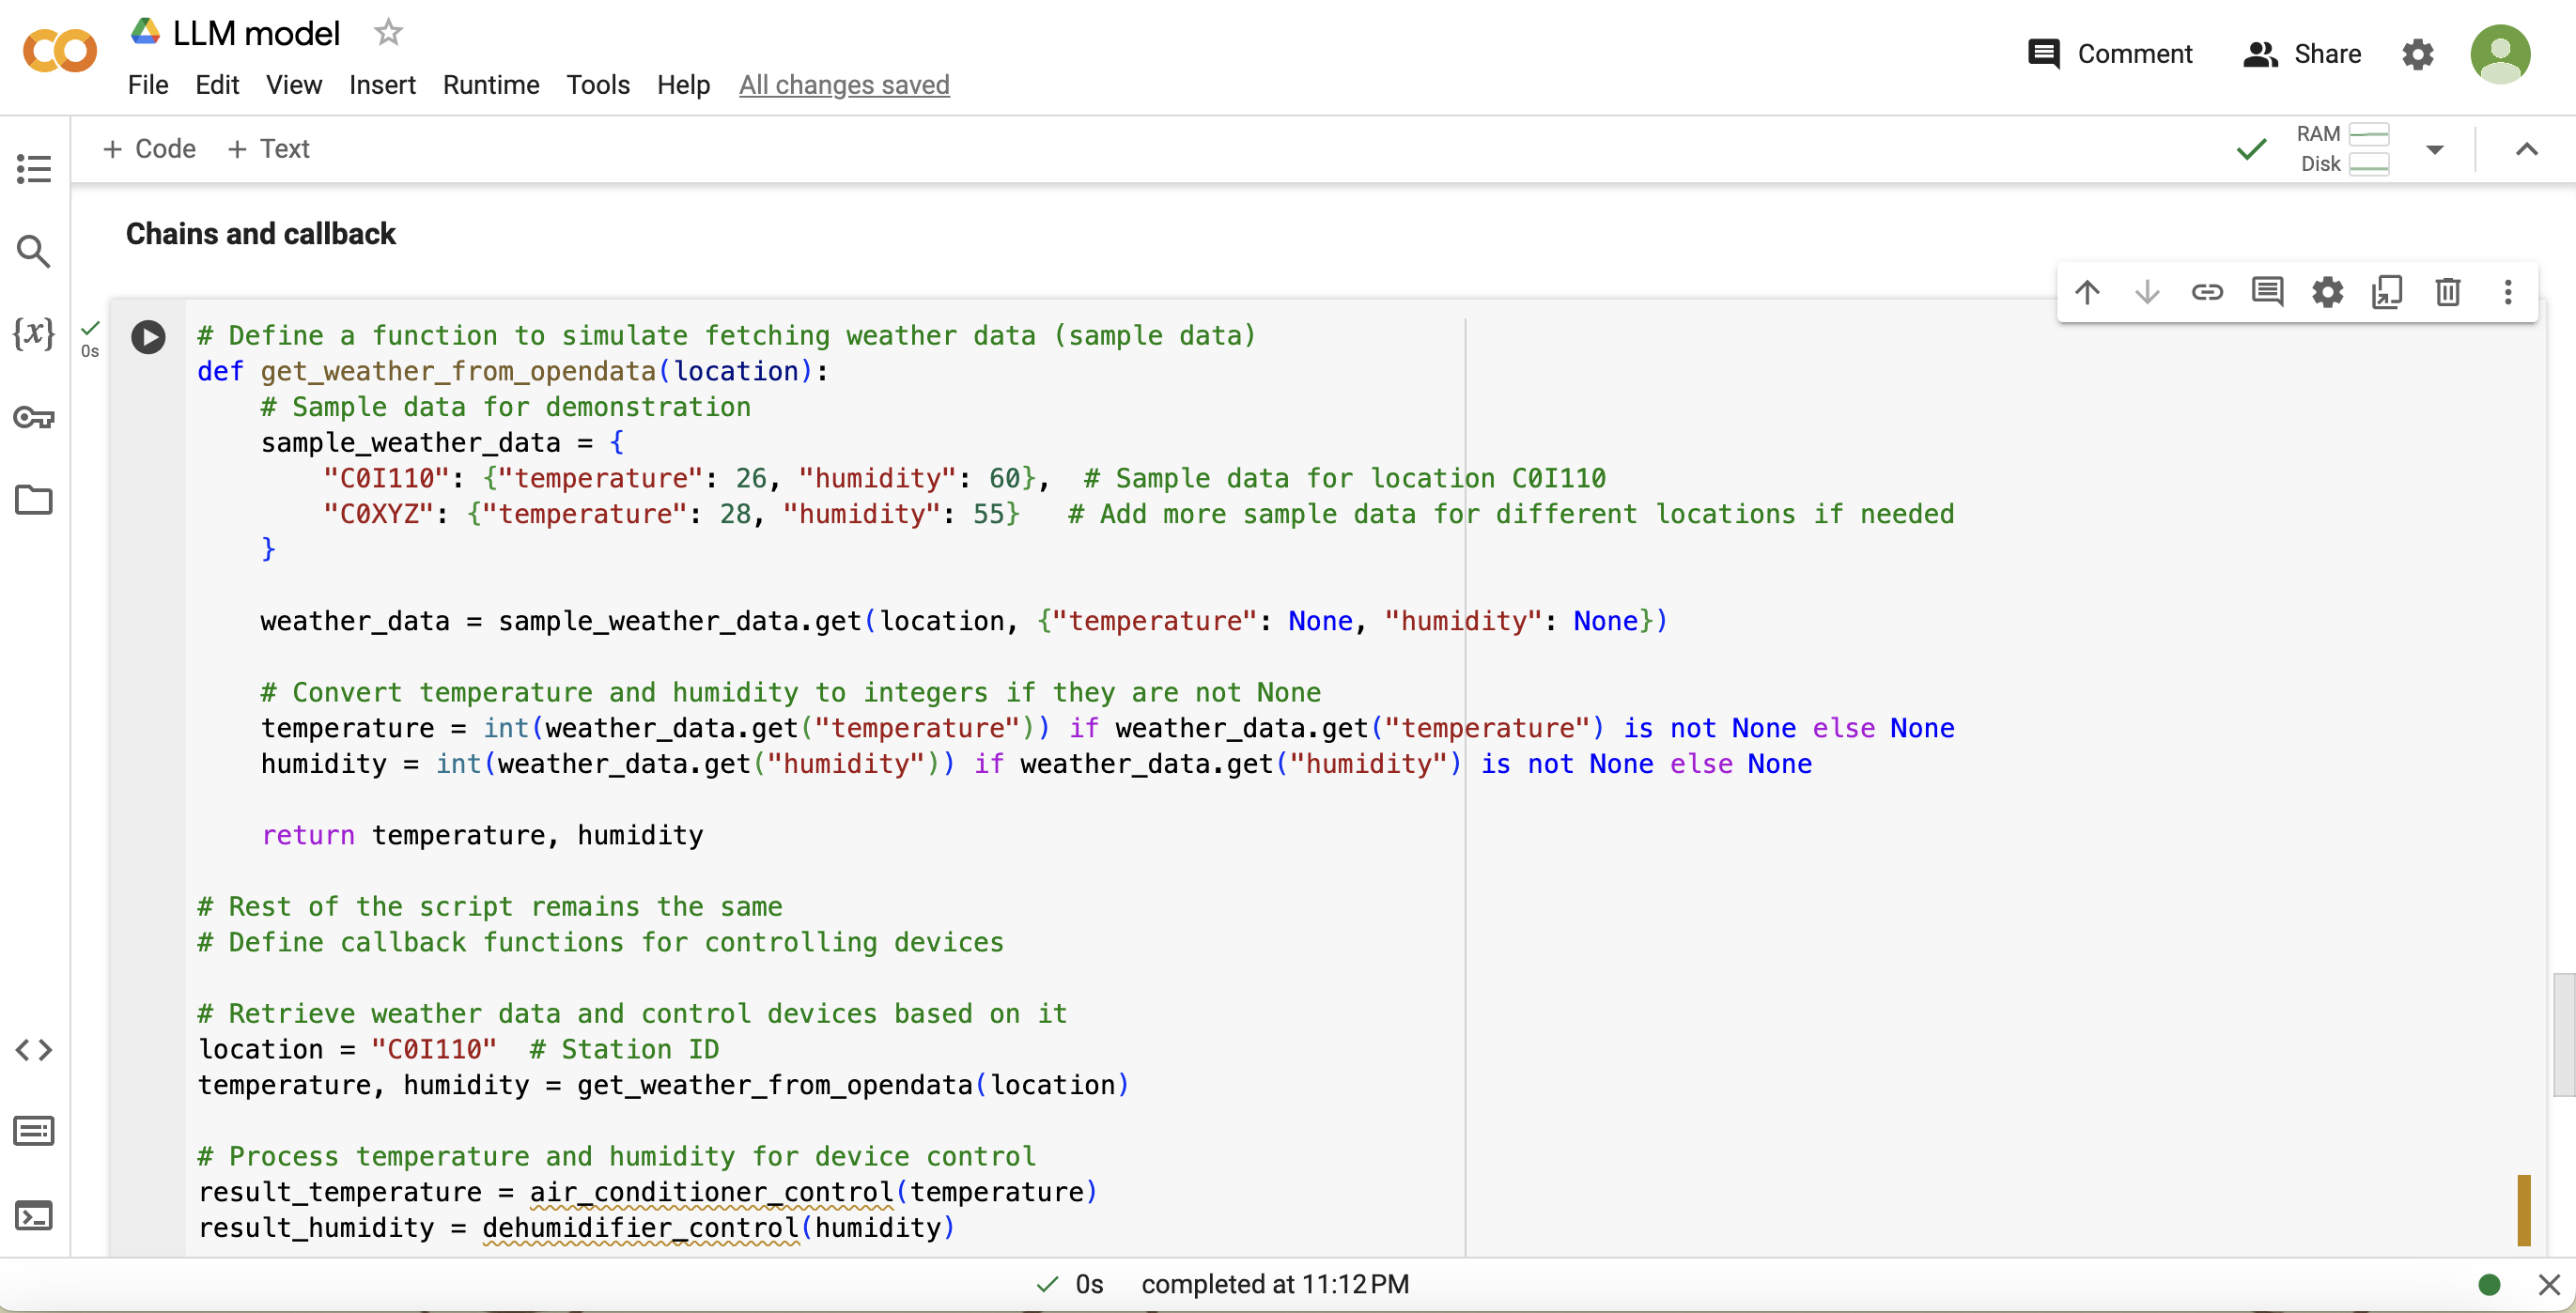 LLM model
File Edit View Insert Runtime Tools Help All changes saved
Comment Share
+ Code + Text
RAM
Disk
Chains and callback
{x}
0s
# Define a function to simulate fetching weather data (sample data)
def get_weather_from_opendata(location):
    # Sample data for demonstration
    sample_weather_data = {
        "C0I110": {"temperature": 26, "humidity": 60},  # Sample data for location C0I110
        "C0XYZ": {"temperature": 28, "humidity": 55}   # Add more sample data for different locations if needed
    }
    weather_data = sample_weather_data.get(location, {"temperature": None, "humidity": None})
    # Convert temperature and humidity to integers if they are not None
    temperature = int(weather_data.get("temperature")) if weather_data.get("temperature") is not None else None
    humidity = int(weather_data.get("humidity")) if weather_data.get("humidity") is not None else None
    return temperature, humidity
# Rest of the script remains the same
# Define callback functions for controlling devices
# Retrieve weather data and control devices based on it
location = "C0I110"  # Station ID
temperature, humidity = get_weather_from_opendata(location)
# Process temperature and humidity for device control
result_temperature = air_conditioner_control(temperature)
result_humidity = dehumidifier_control(humidity)
0s completed at 11:12 PM